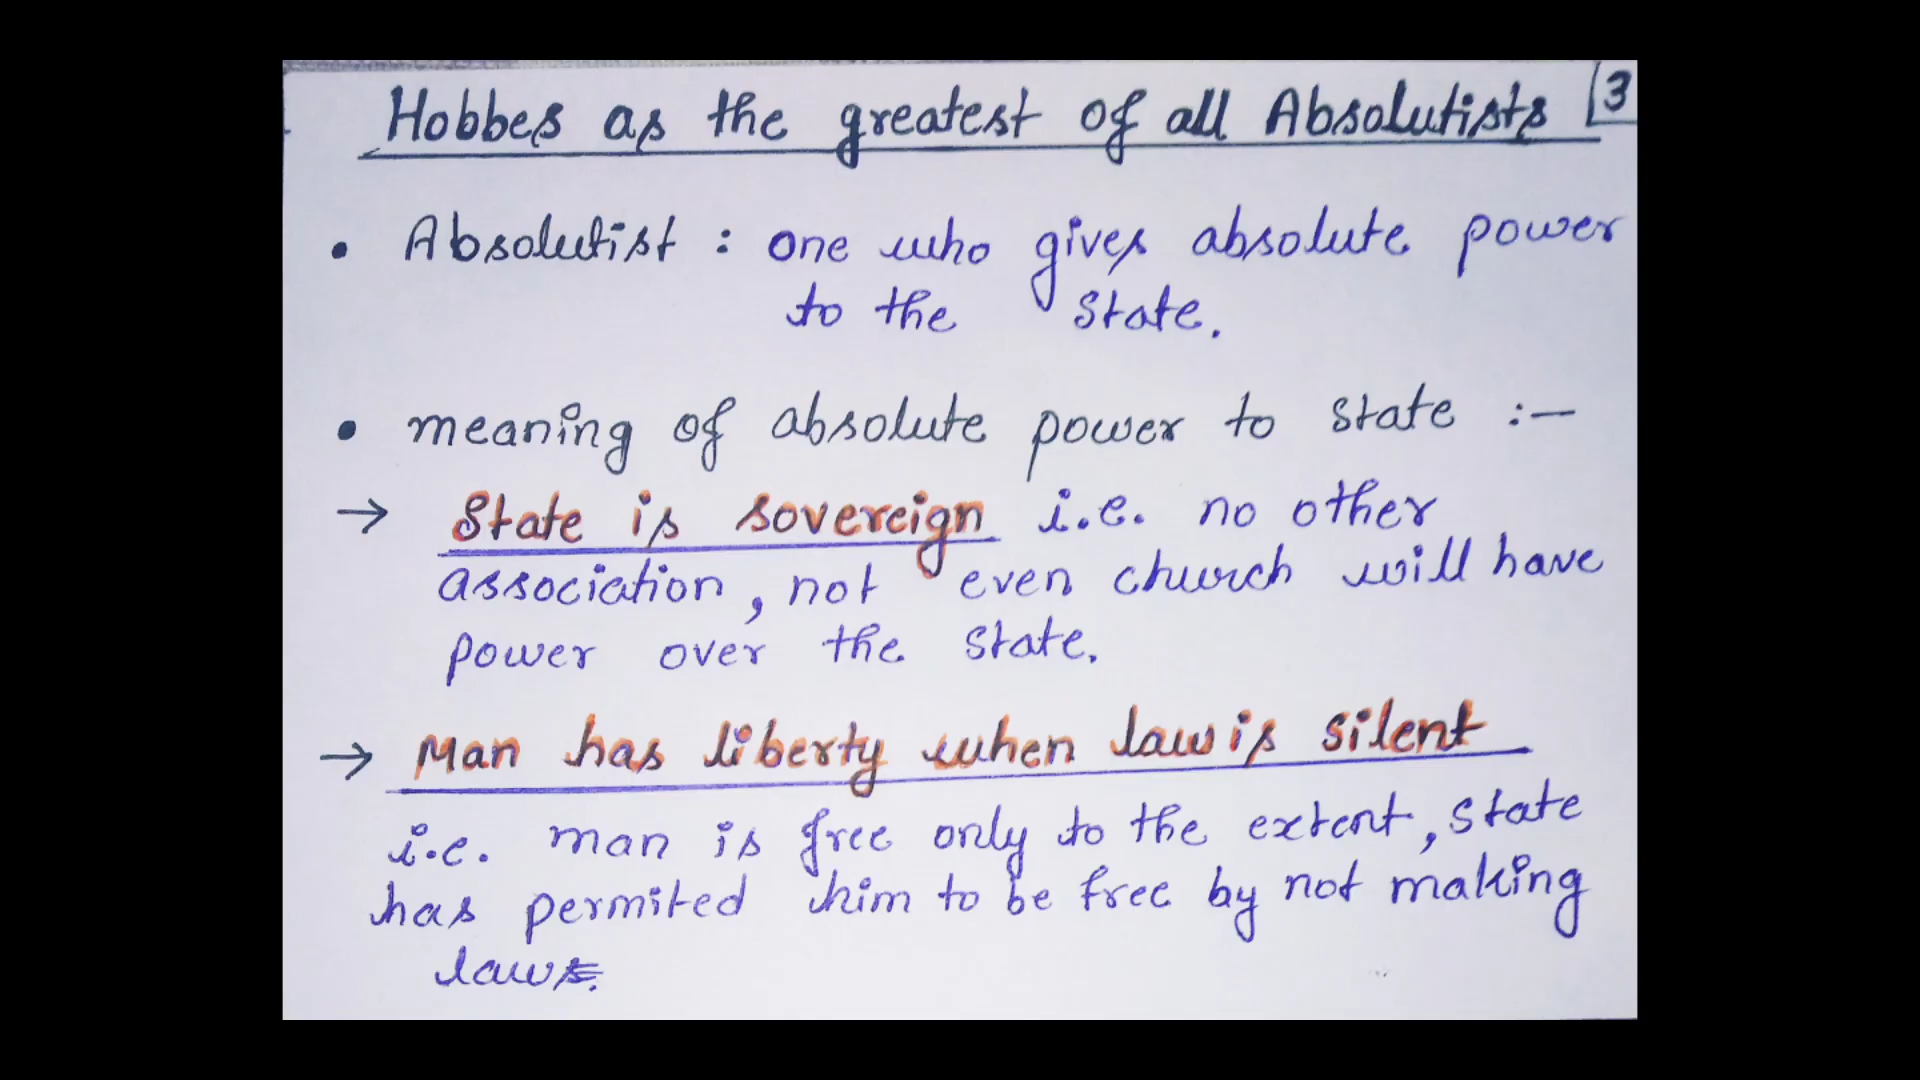 Hobbes as the greatest of all Absolutists 3
• Absolutist : one who gives absolute power
to the state.
• meaning of absolute power to state :—
→ State is sovereign i.e. no other
association, not even church will have
power over the state.
→ Man has liberty when law is silent
i.e. man is free only to the extent, state
has permited him to be free by not making
laws.